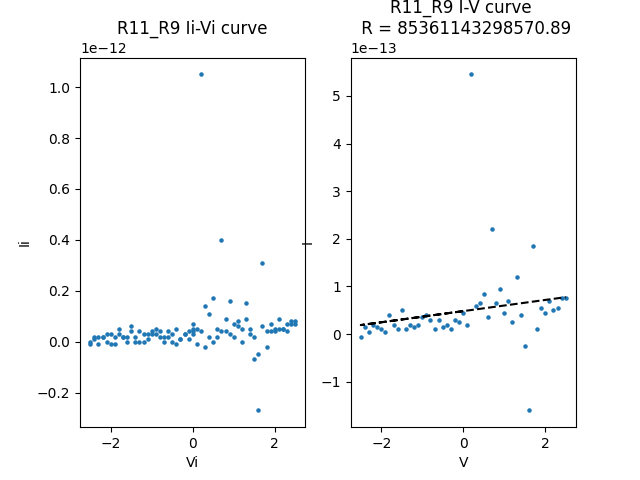 R11_R9 Ii-Vi curve
1e−12
1.0
0.8
0.6
0.4
0.2
0.0
−0.2
−2
0
2
Ii
Vi
R11_R9 I-V curve
R = 85361143298570.89
1e−13
5
4
3
2
1
0
−1
−2
0
2
I
V